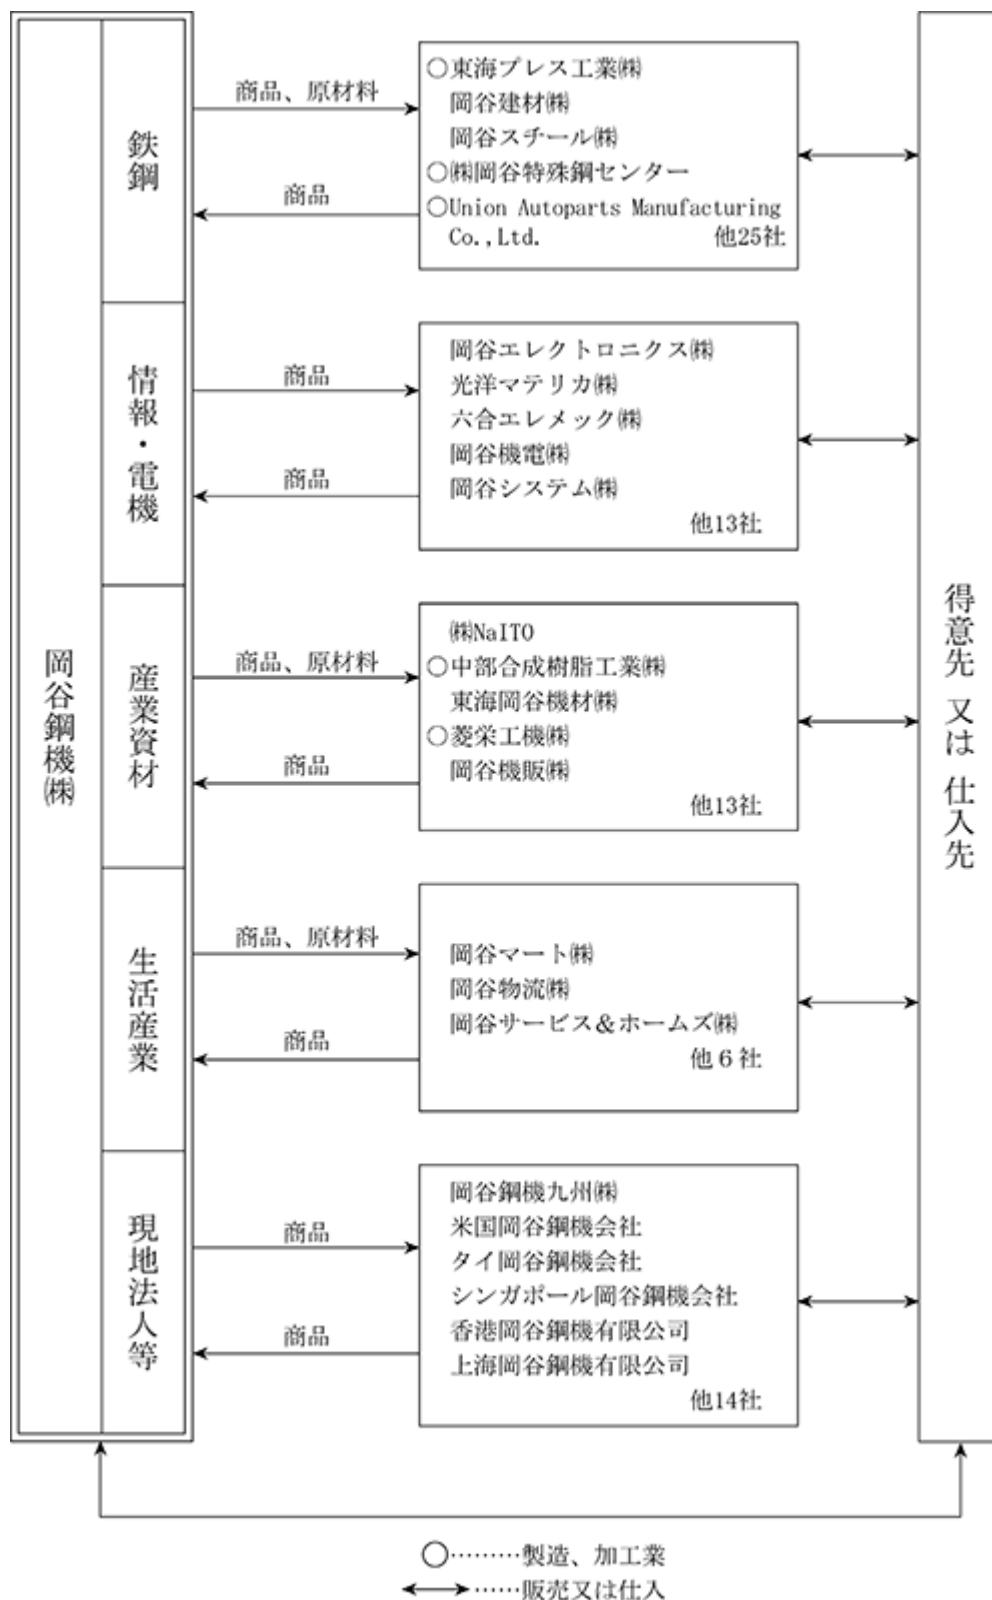 岡谷鋼機㈱
鉄鋼
商品、原材料
商品
○東海プレス工業㈱
岡谷建材㈱
岡谷スチール㈱
○㈱岡谷特殊鋼センター
○Union Autoparts Manufacturing
Co.,Ltd. 他25社
情報・電機
商品
商品
岡谷エレクトロニクス㈱
光洋マテリカ㈱
六合エレメック㈱
岡谷機電㈱
岡谷システム㈱
他13社
産業資材
商品、原材料
商品
㈱NaITO
○中部合成樹脂工業㈱
東海岡谷機材㈱
○菱栄工機㈱
岡谷機販㈱
他13社
生活産業
商品、原材料
商品
岡谷マート㈱
岡谷物流㈱
岡谷サービス＆ホームズ㈱
他６社
現地法人等
商品
商品
岡谷鋼機九州㈱
米国岡谷鋼機会社
タイ岡谷鋼機会社
シンガポール岡谷鋼機会社
香港岡谷鋼機有限公司
上海岡谷鋼機有限公司
他14社
得意先 又は 仕入先
○………製造、加工業
←→……販売又は仕入